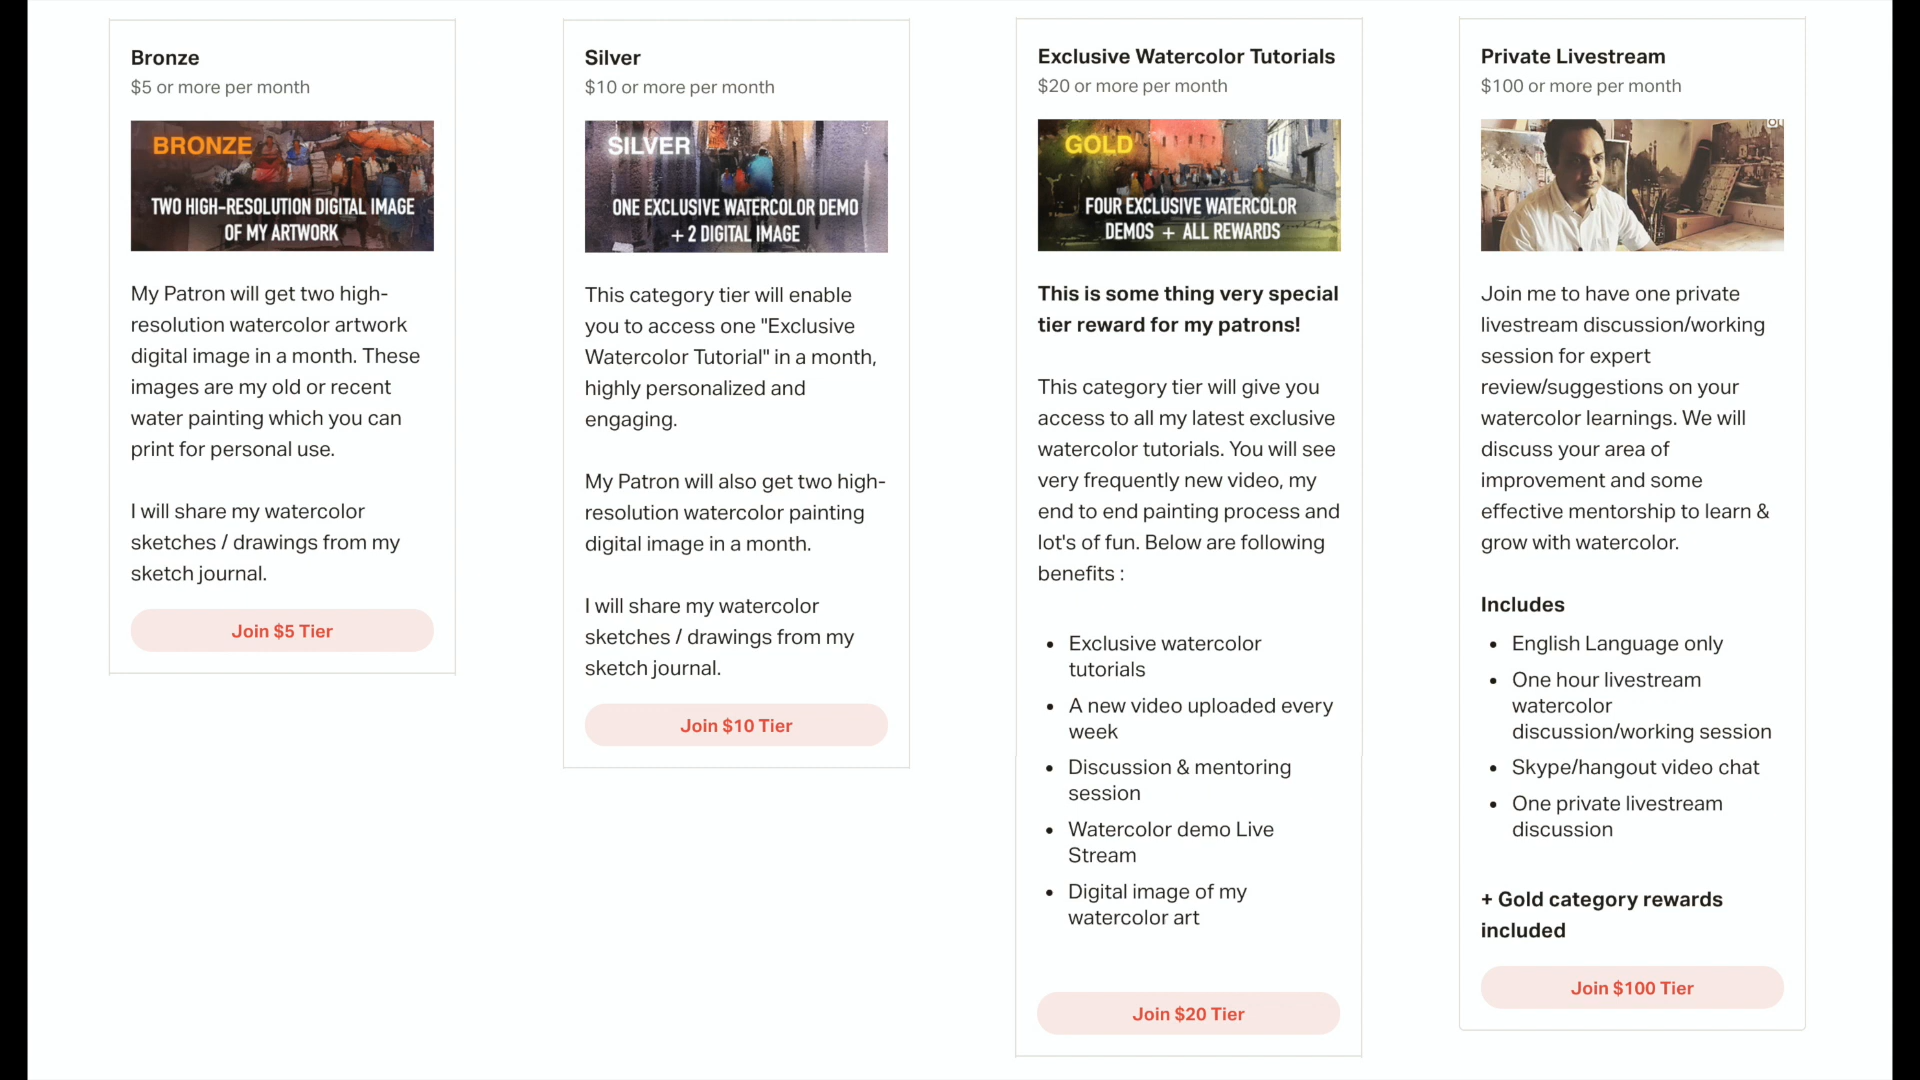 Bronze
$5 or more per month
BRONZE
TWO HIGH-RESOLUTION DIGITAL IMAGE
OF MY ARTWORK
My Patron will get two high-
resolution watercolor artwork
digital image in a month. These
images are my old or recent
water painting which you can
print for personal use.
I will share my watercolor
sketches / drawings from my
sketch journal.
Join $5 Tier
Silver
$10 or more per month
SILVER
ONE EXCLUSIVE WATERCOLOR DEMO
+ 2 DIGITAL IMAGE
This category tier will enable
you to access one "Exclusive
Watercolor Tutorial" in a month,
highly personalized and
engaging.
My Patron will also get two high-
resolution watercolor painting
digital image in a month.
I will share my watercolor
sketches / drawings from my
sketch journal.
Join $10 Tier
Exclusive Watercolor Tutorials
$20 or more per month
GOLD
FOUR EXCLUSIVE WATERCOLOR
DEMOS + ALL REWARDS
This is some thing very special
tier reward for my patrons!
This category tier will give you
access to all my latest exclusive
watercolor tutorials. You will see
very frequently new video, my
end to end painting process and
lot's of fun. Below are following
benefits :
• Exclusive watercolor
tutorials
• A new video uploaded every
week
• Discussion & mentoring
session
• Watercolor demo Live
Stream
• Digital image of my
watercolor art
Join $20 Tier
Private Livestream
$100 or more per month
Join me to have one private
livestream discussion/working
session for expert
review/suggestions on your
watercolor learnings. We will
discuss your area of
improvement and some
effective mentorship to learn &
grow with watercolor.
Includes
• English Language only
• One hour livestream
watercolor
discussion/working session
• Skype/hangout video chat
• One private livestream
discussion
+ Gold category rewards
included
Join $100 Tier